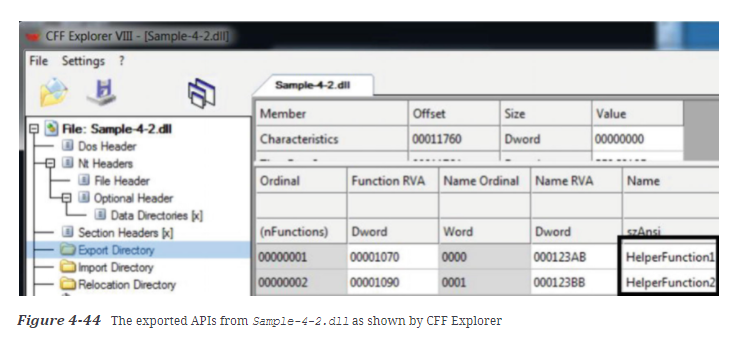 CFF Explorer VIII - [Sample-4-2.dll]
File Settings ?
Sample-4-2.dll
File: Sample-4-2.dll
Dos Header
Nt Headers
File Header
Optional Header
Data Directories [x]
Section Headers [x]
Export Directory
Import Directory
Relocation Directory
Member Offset Size Value
Characteristics 00011760 Dword 00000000
Ordinal Function RVA Name Ordinal Name RVA Name
(nFunctions) Dword Word Dword szAnsi
00000001 00001070 0000 000123AB HelperFunction1
00000002 00001090 0001 000123BB HelperFunction2
Figure 4-44 The exported APIs from Sample-4-2.dll as shown by CFF Explorer